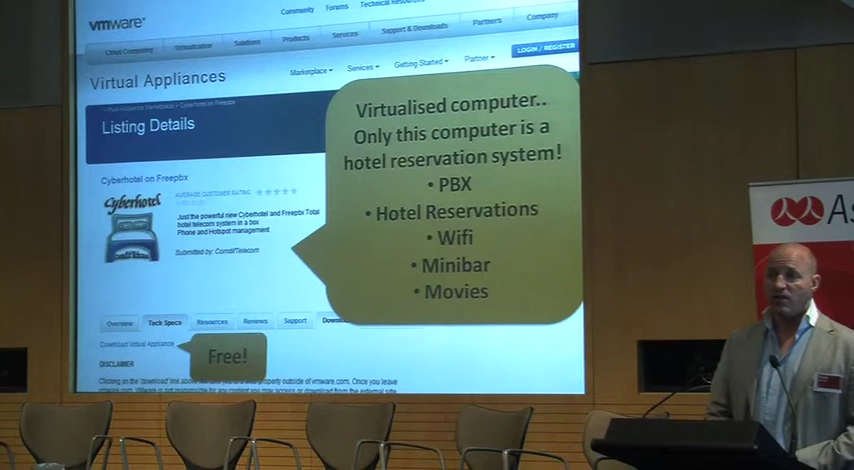 vmware
Community Forums Technical Resources
Cloud Computing Virtualization Solutions Products Services Support & Downloads Partners Company
LOGIN / REGISTER
Virtual Appliances
Marketplace Services Getting Started Partner
Listing Details
Cyberhotel on Freepbx
Cyberhotel
AVERAGE CUSTOMER RATING
Just the powerful new Cyberhotel and Freepbx Total
hotel telecom system in a box
Phone and Hotspot management
Submitted by:
Overview Tech Specs Resources Reviews Support
Download Virtual Appliance
DISCLAIMER
Virtualised computer..
Only this computer is a
hotel reservation system!
• PBX
• Hotel Reservations
• Wifi
• Minibar
• Movies
Free!
As